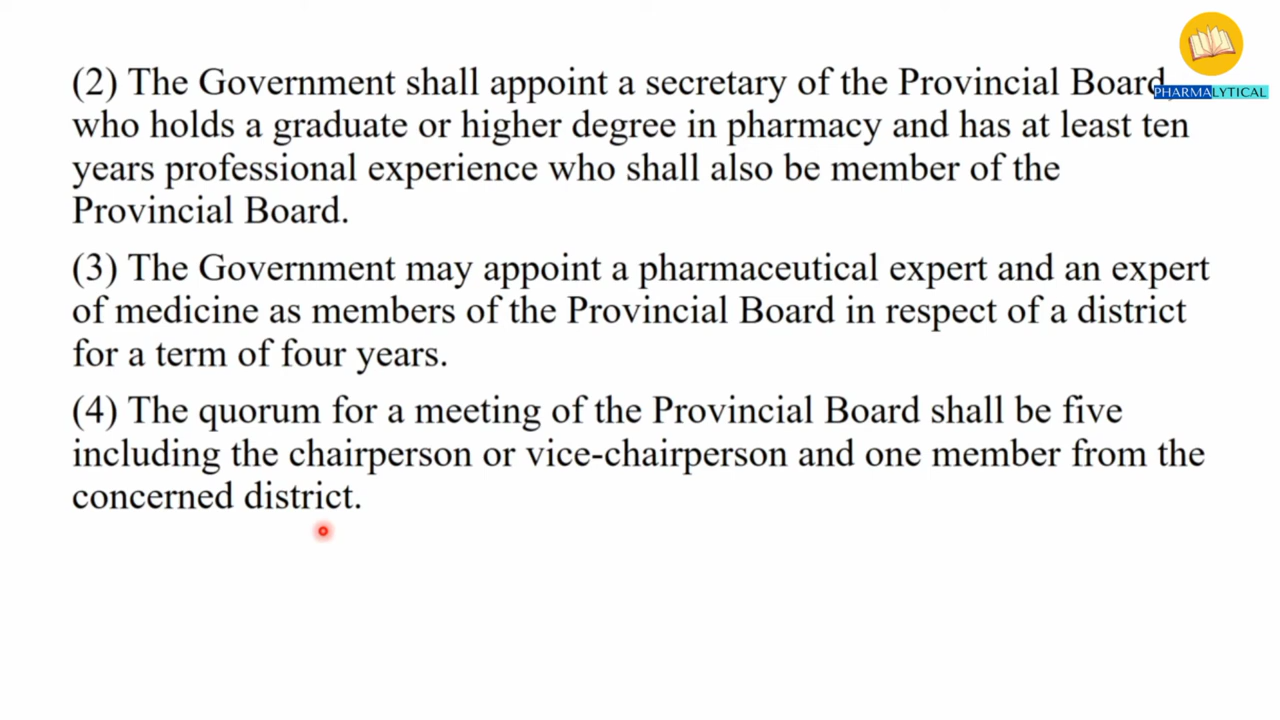 (2) The Government shall appoint a secretary of the Provincial Board,
who holds a graduate or higher degree in pharmacy and has at least ten
years professional experience who shall also be member of the
Provincial Board.
(3) The Government may appoint a pharmaceutical expert and an expert
of medicine as members of the Provincial Board in respect of a district
for a term of four years.
(4) The quorum for a meeting of the Provincial Board shall be five
including the chairperson or vice-chairperson and one member from the
concerned district.
PHARMALYTICAL